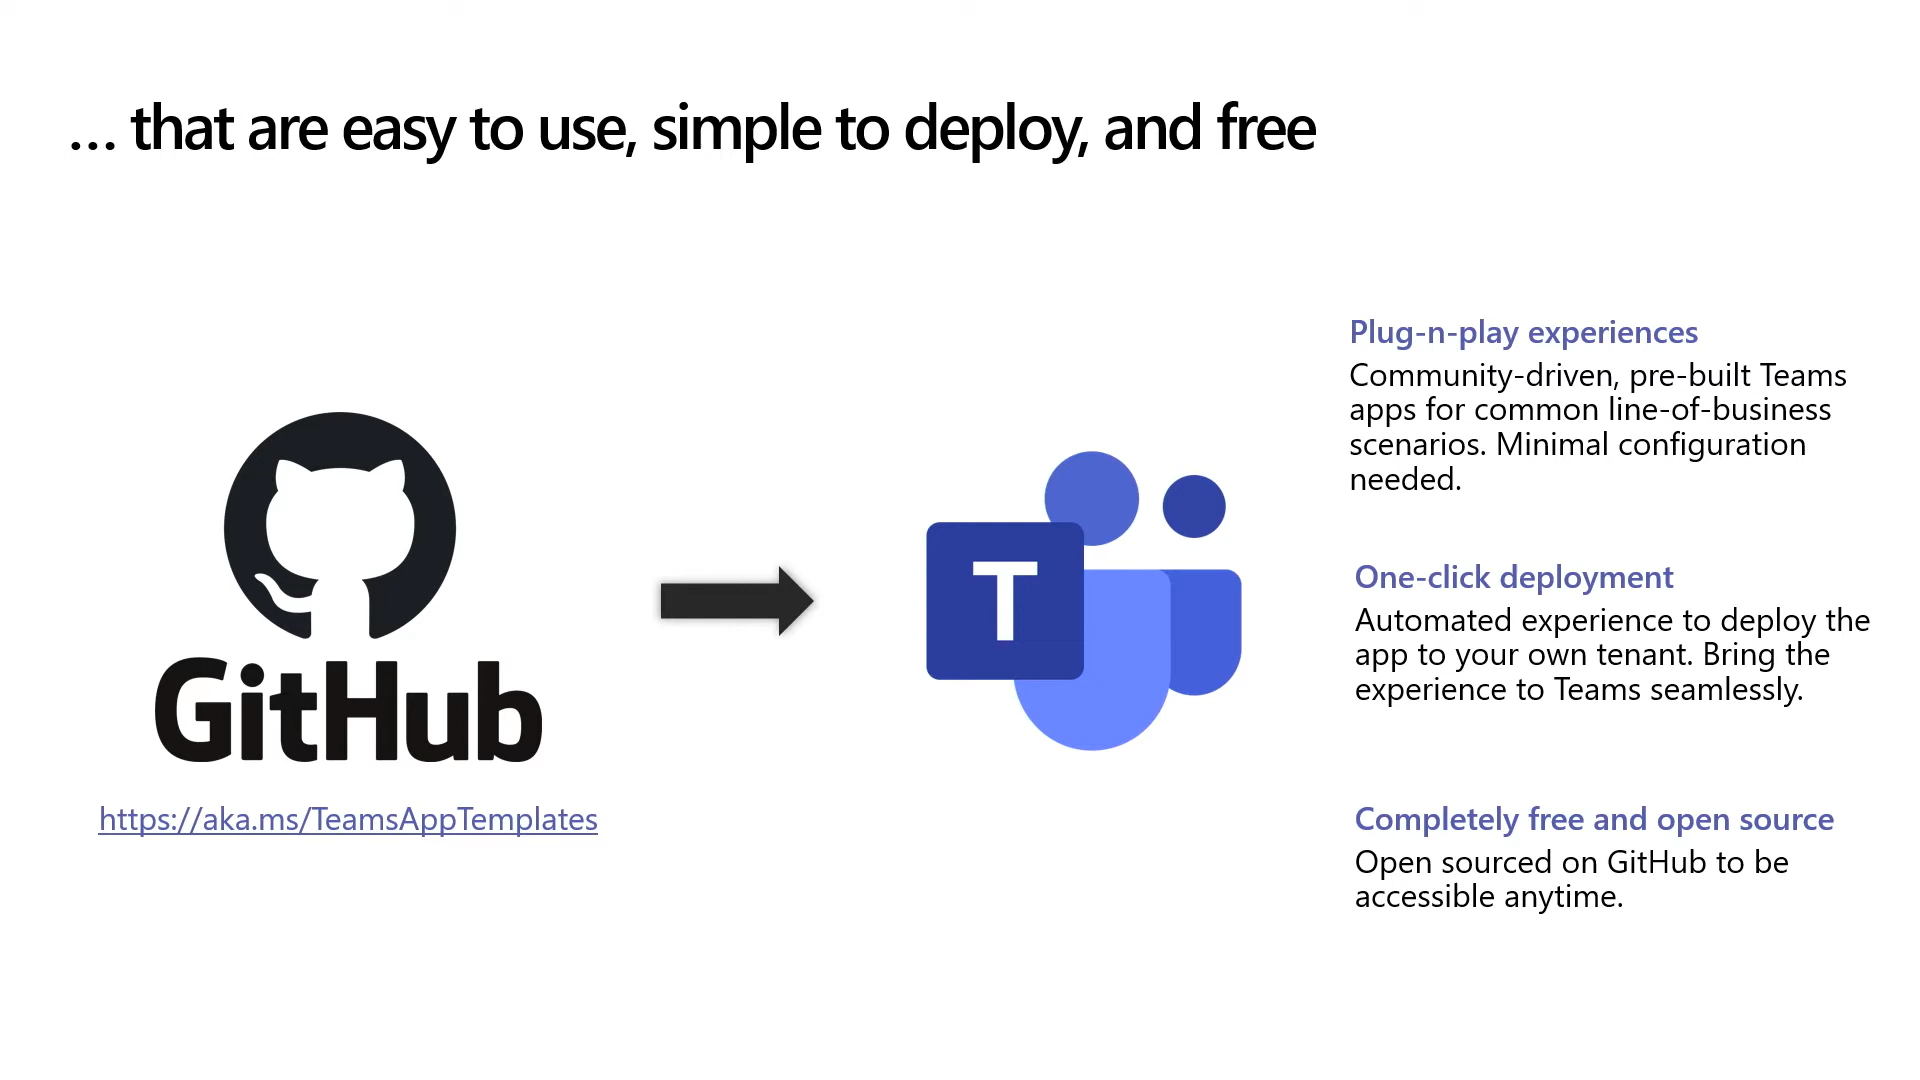 ... that are easy to use, simple to deploy, and free
GitHub
https://aka.ms/TeamsAppTemplates
T
Plug-n-play experiences
Community-driven, pre-built Teams
apps for common line-of-business
scenarios. Minimal configuration
needed.
One-click deployment
Automated experience to deploy the
app to your own tenant. Bring the
experience to Teams seamlessly.
Completely free and open source
Open sourced on GitHub to be
accessible anytime.